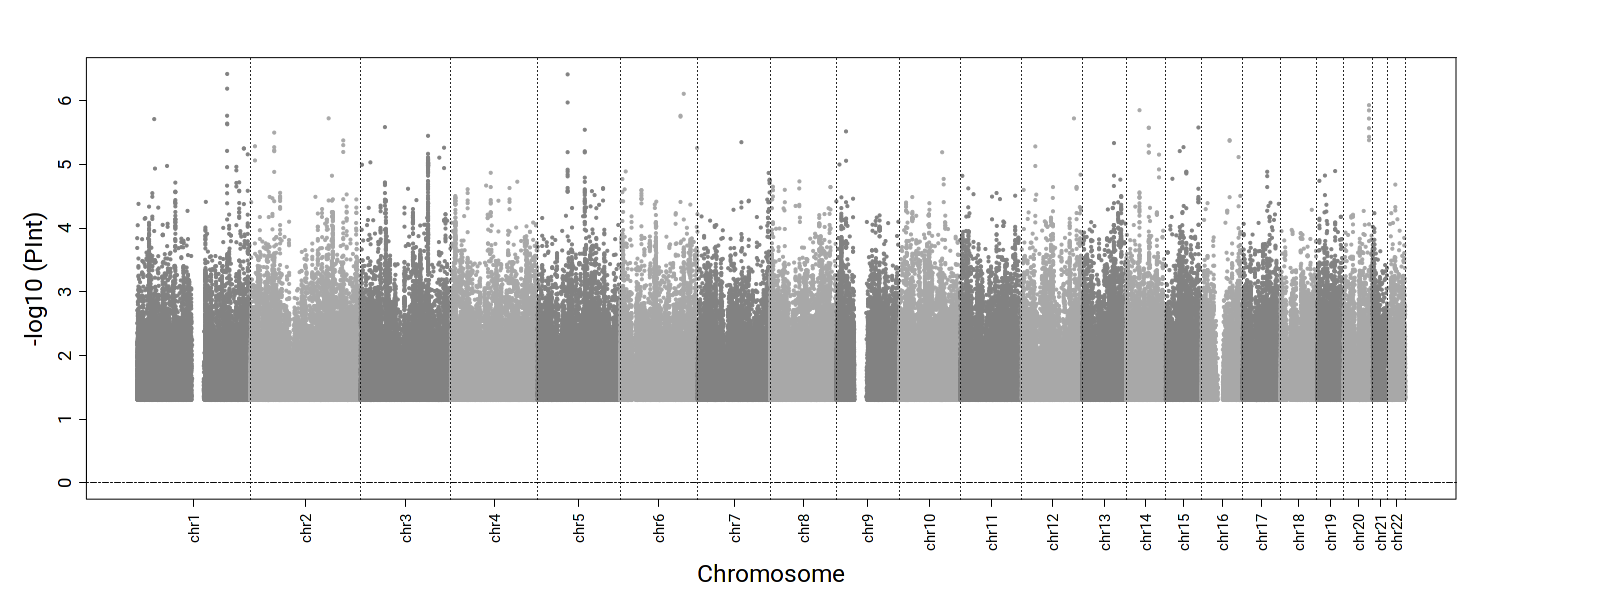 -log10 (PInt)
6
5
4
3
2
1
0
chr1
chr2
chr3
chr4
chr5
chr6
chr7
chr8
chr9
chr10
chr11
chr12
chr13
chr14
chr15
chr16
chr17
chr18
chr19
chr20
chr21
chr22
Chromosome